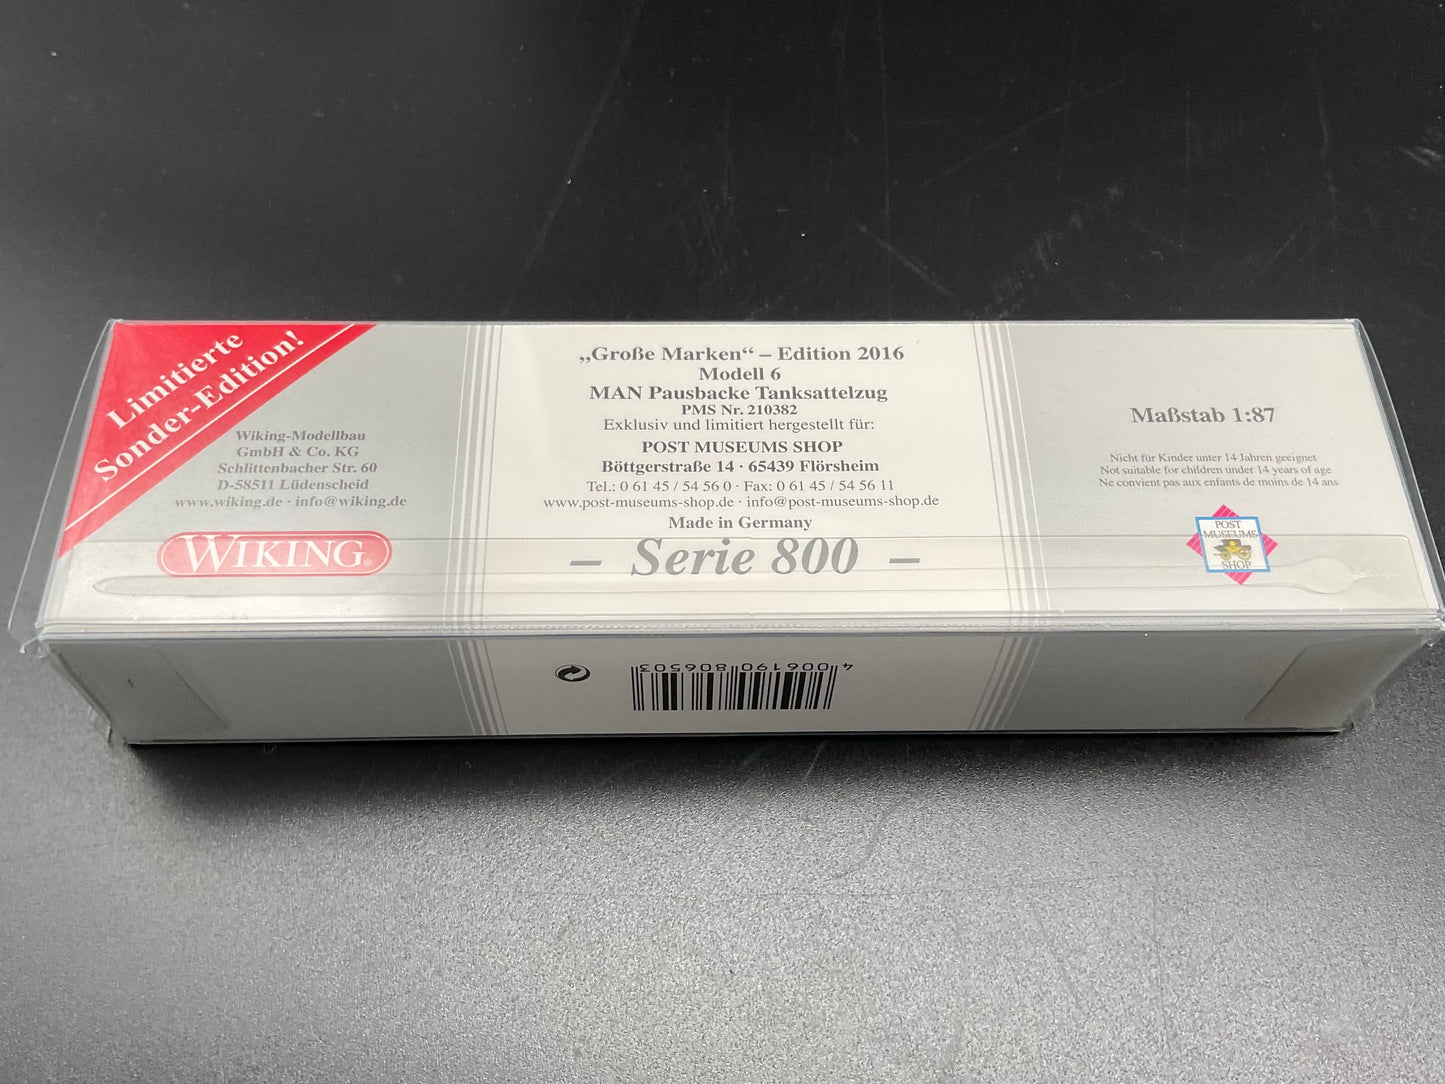 Limitierte
Sonder-Edition!
Wiking-Modellbau
GmbH & Co. KG
Schlittenbacher Str. 60
D-58511 Lüdenscheid
www.wiking.de · info@wiking.de
WIKING®
„Große Marken“ – Edition 2016
Modell 6
MAN Pausbacke Tanksattelzug
PMS Nr. 210382
Exklusiv und limitiert hergestellt für:
POST MUSEUMS SHOP
Böttgerstraße 14 · 65439 Flörsheim
Tel.: 0 61 45 / 54 56 0 · Fax: 0 61 45 / 54 56 11
www.post-museums-shop.de · info@post-museums-shop.de
Made in Germany
– Serie 800 –
Maßstab 1:87
Nicht für Kinder unter 14 Jahren geeignet
Not suitable for children under 14 years of age
Ne convient pas aux enfants de moins de 14 ans
POST
MUSEUMS
SHOP
4 006190 806503